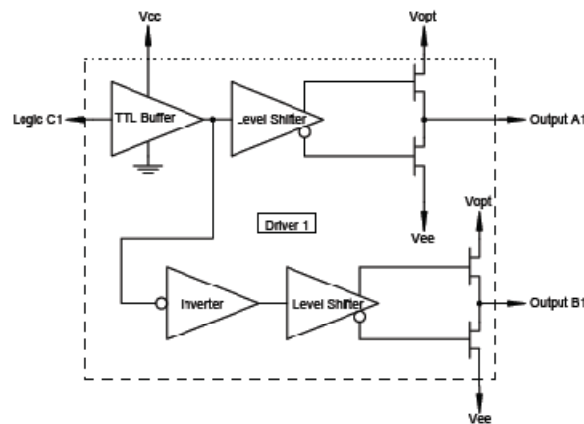 Vcc
Vopt
Logic C1
TTL Buffer
Level Shifter
Output A1
Driver 1
Vee
Vopt
Inverter
Level Shifter
Output B1
Vee